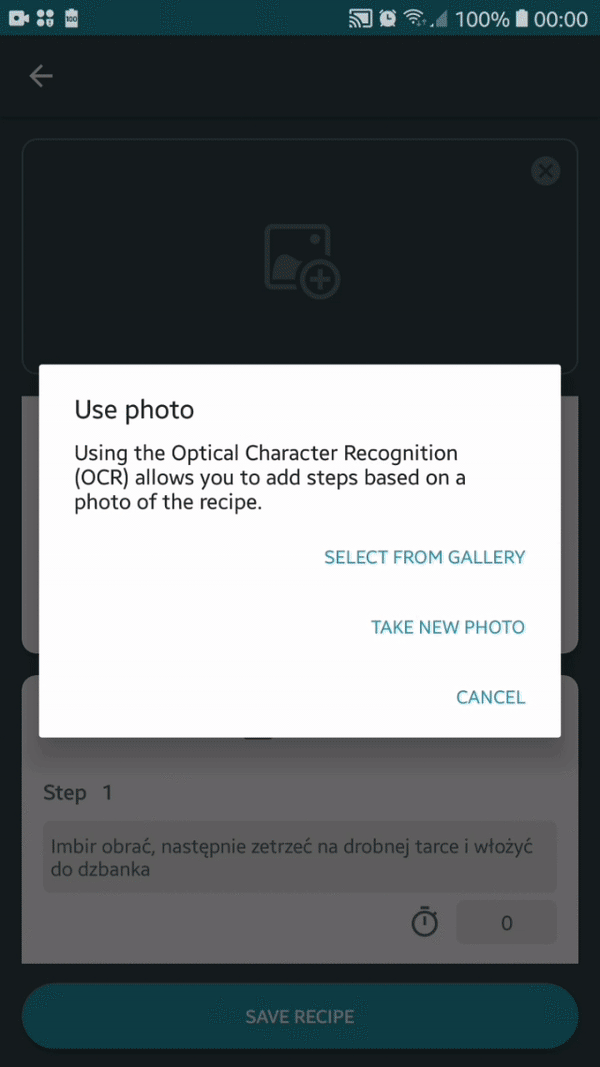 100% 00:00
Use photo
Using the Optical Character Recognition
(OCR) allows you to add steps based on a
photo of the recipe.
SELECT FROM GALLERY
TAKE NEW PHOTO
CANCEL
Step 1
Imbir obrać, następnie zetrzeć na drobnej tarce i włożyć
do dzbanka
0
SAVE RECIPE